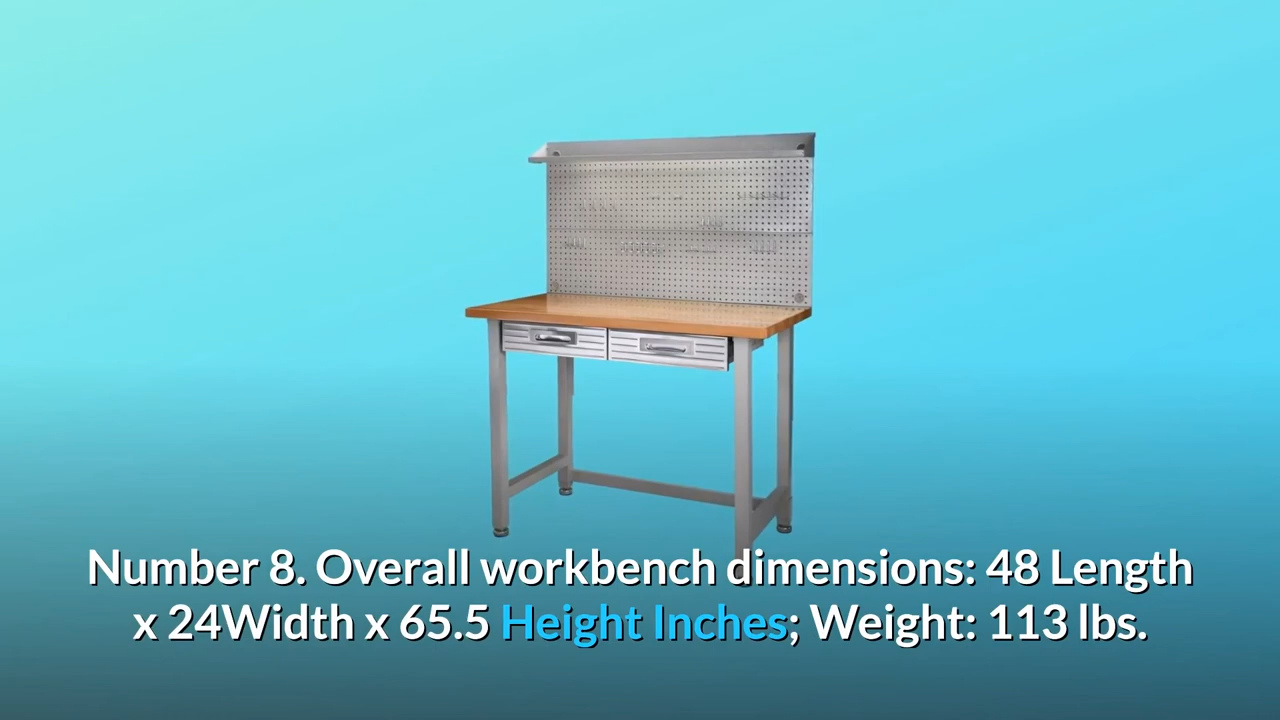 Number 8. Overall workbench dimensions: 48 Length
x 24Width x 65.5 Height Inches; Weight: 113 lbs.